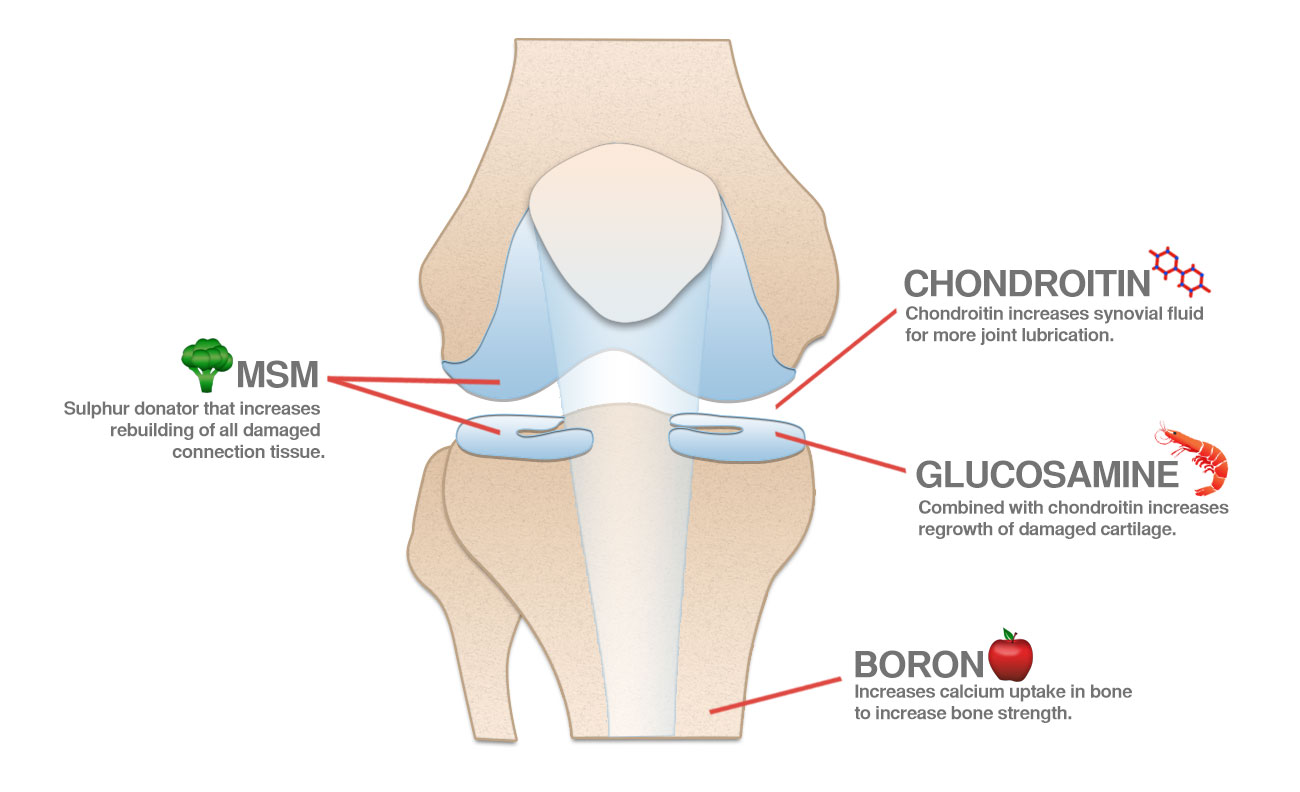 CHONDROITIN
Chondroitin increases synovial fluid
for more joint lubrication.
MSM
Sulphur donator that increases
rebuilding of all damaged
connection tissue.
GLUCOSAMINE
Combined with chondroitin increases
regrowth of damaged cartilage.
BORON
Increases calcium uptake in bone
to increase bone strength.